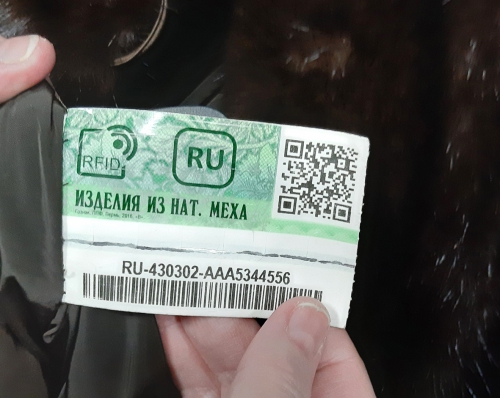 RFID
RU
ИЗДЕЛИЯ ИЗ НАТ. МЕХА
RU-430302-AAA5344556